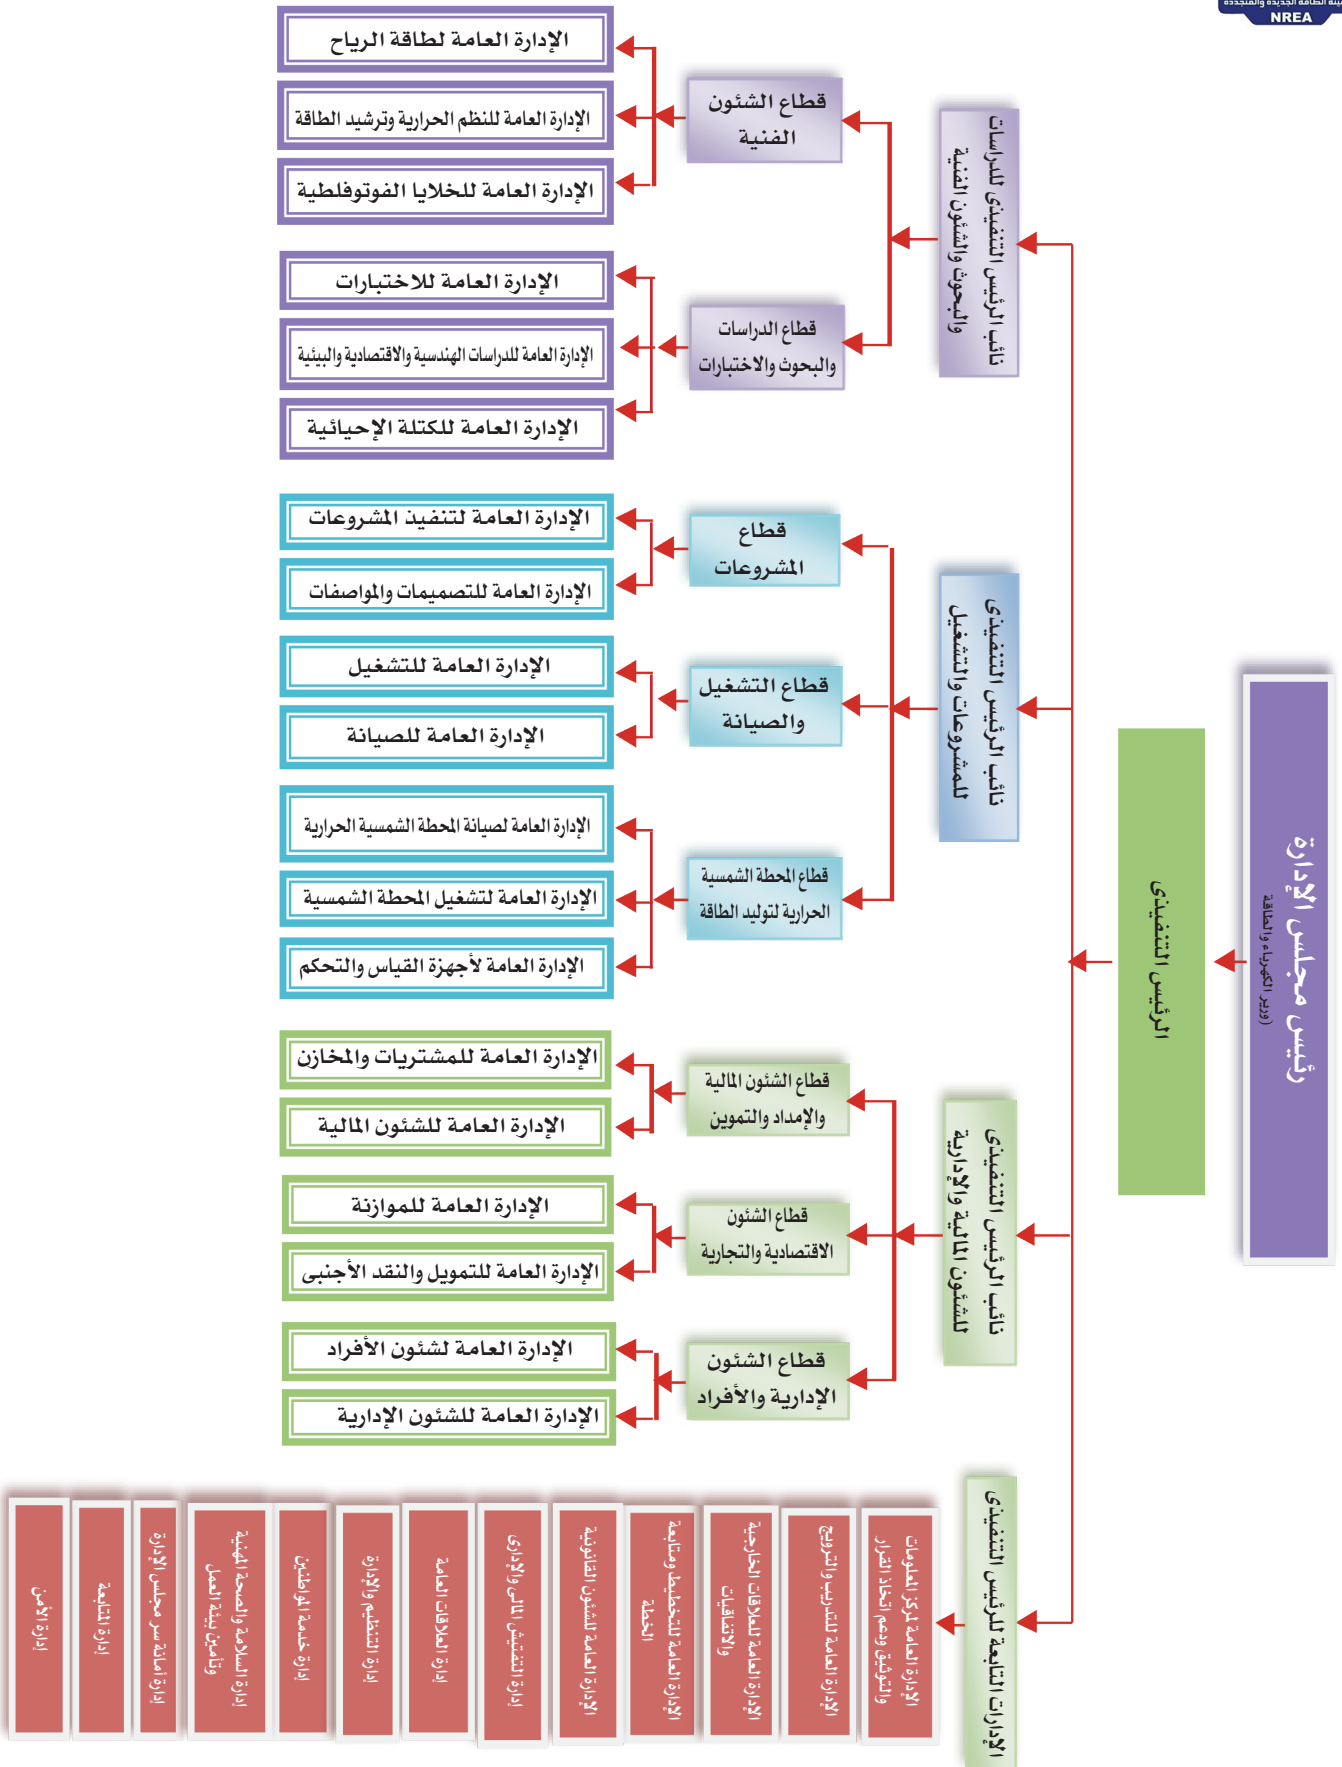 هيئة الطاقة الجديدة والمتجددة
NREA
رئيس مجلس الإدارة
(وزير الكهرباء والطاقة
الرئيس التنفيذى
نائب الرئيس التنفيذى للدراسات
والبحوث والشئون الفنية
قطاع الشئون
الفنية
الإدارة العامة لطاقة الرياح
الإدارة العامة للنظم الحرارية وترشيد الطاقة
الإدارة العامة للخلايا الفوتوفلطية
قطاع الدراسات
والبحوث والاختبارات
الإدارة العامة للاختبارات
الإدارة العامة للدراسات الهندسية والاقتصادية والبيئية
الإدارة العامة للكتلة الإحيائية
نائب الرئيس التنفيذى
للمشروعات والتشغيل
قطاع
المشروعات
الإدارة العامة لتنفيذ المشروعات
الإدارة العامة للتصميمات والمواصفات
قطاع التشغيل
والصيانة
الإدارة العامة للتشغيل
الإدارة العامة للصيانة
قطاع المحطة الشمسية
الحرارية لتوليد الطاقة
الإدارة العامة لصيانة المحطة الشمسية الحرارية
الإدارة العامة لتشغيل المحطة الشمسية
الإدارة العامة لأجهزة القياس والتحكم
نائب الرئيس التنفيذى
للشئون المالية والإدارية
قطاع الشئون المالية
والإمداد والتموين
الإدارة العامة للمشتريات والمخازن
الإدارة العامة للشئون المالية
قطاع الشئون
الاقتصادية والتجارية
الإدارة العامة للموازنة
الإدارة العامة للتمويل والنقد الأجنبى
قطاع الشئون
الإدارية والأفراد
الإدارة العامة لشئون الأفراد
الإدارة العامة للشئون الإدارية
الإدارات التابعة للرئيس التنفيذى
الإدارة العامة لمركز المعلومات
والتوثيق ودعم اتخاذ القرار
الإدارة العامة للتدريب والترويج
الإدارة العامة للعلاقات الخارجية
والاتفاقيات
الإدارة العامة للتخطيط ومتابعة
الخطة
الإدارة العامة للشئون القانونية
إدارة التفتيش المالى والإدارى
إدارة العلاقات العامة
إدارة التنظيم والإدارة
إدارة خدمة المواطنين
إدارة السلامة والصحة المهنية
وتأمين بيئة العمل
إدارة أمانة سر مجلس الإدارة
إدارة المتابعة
إدارة الأمن